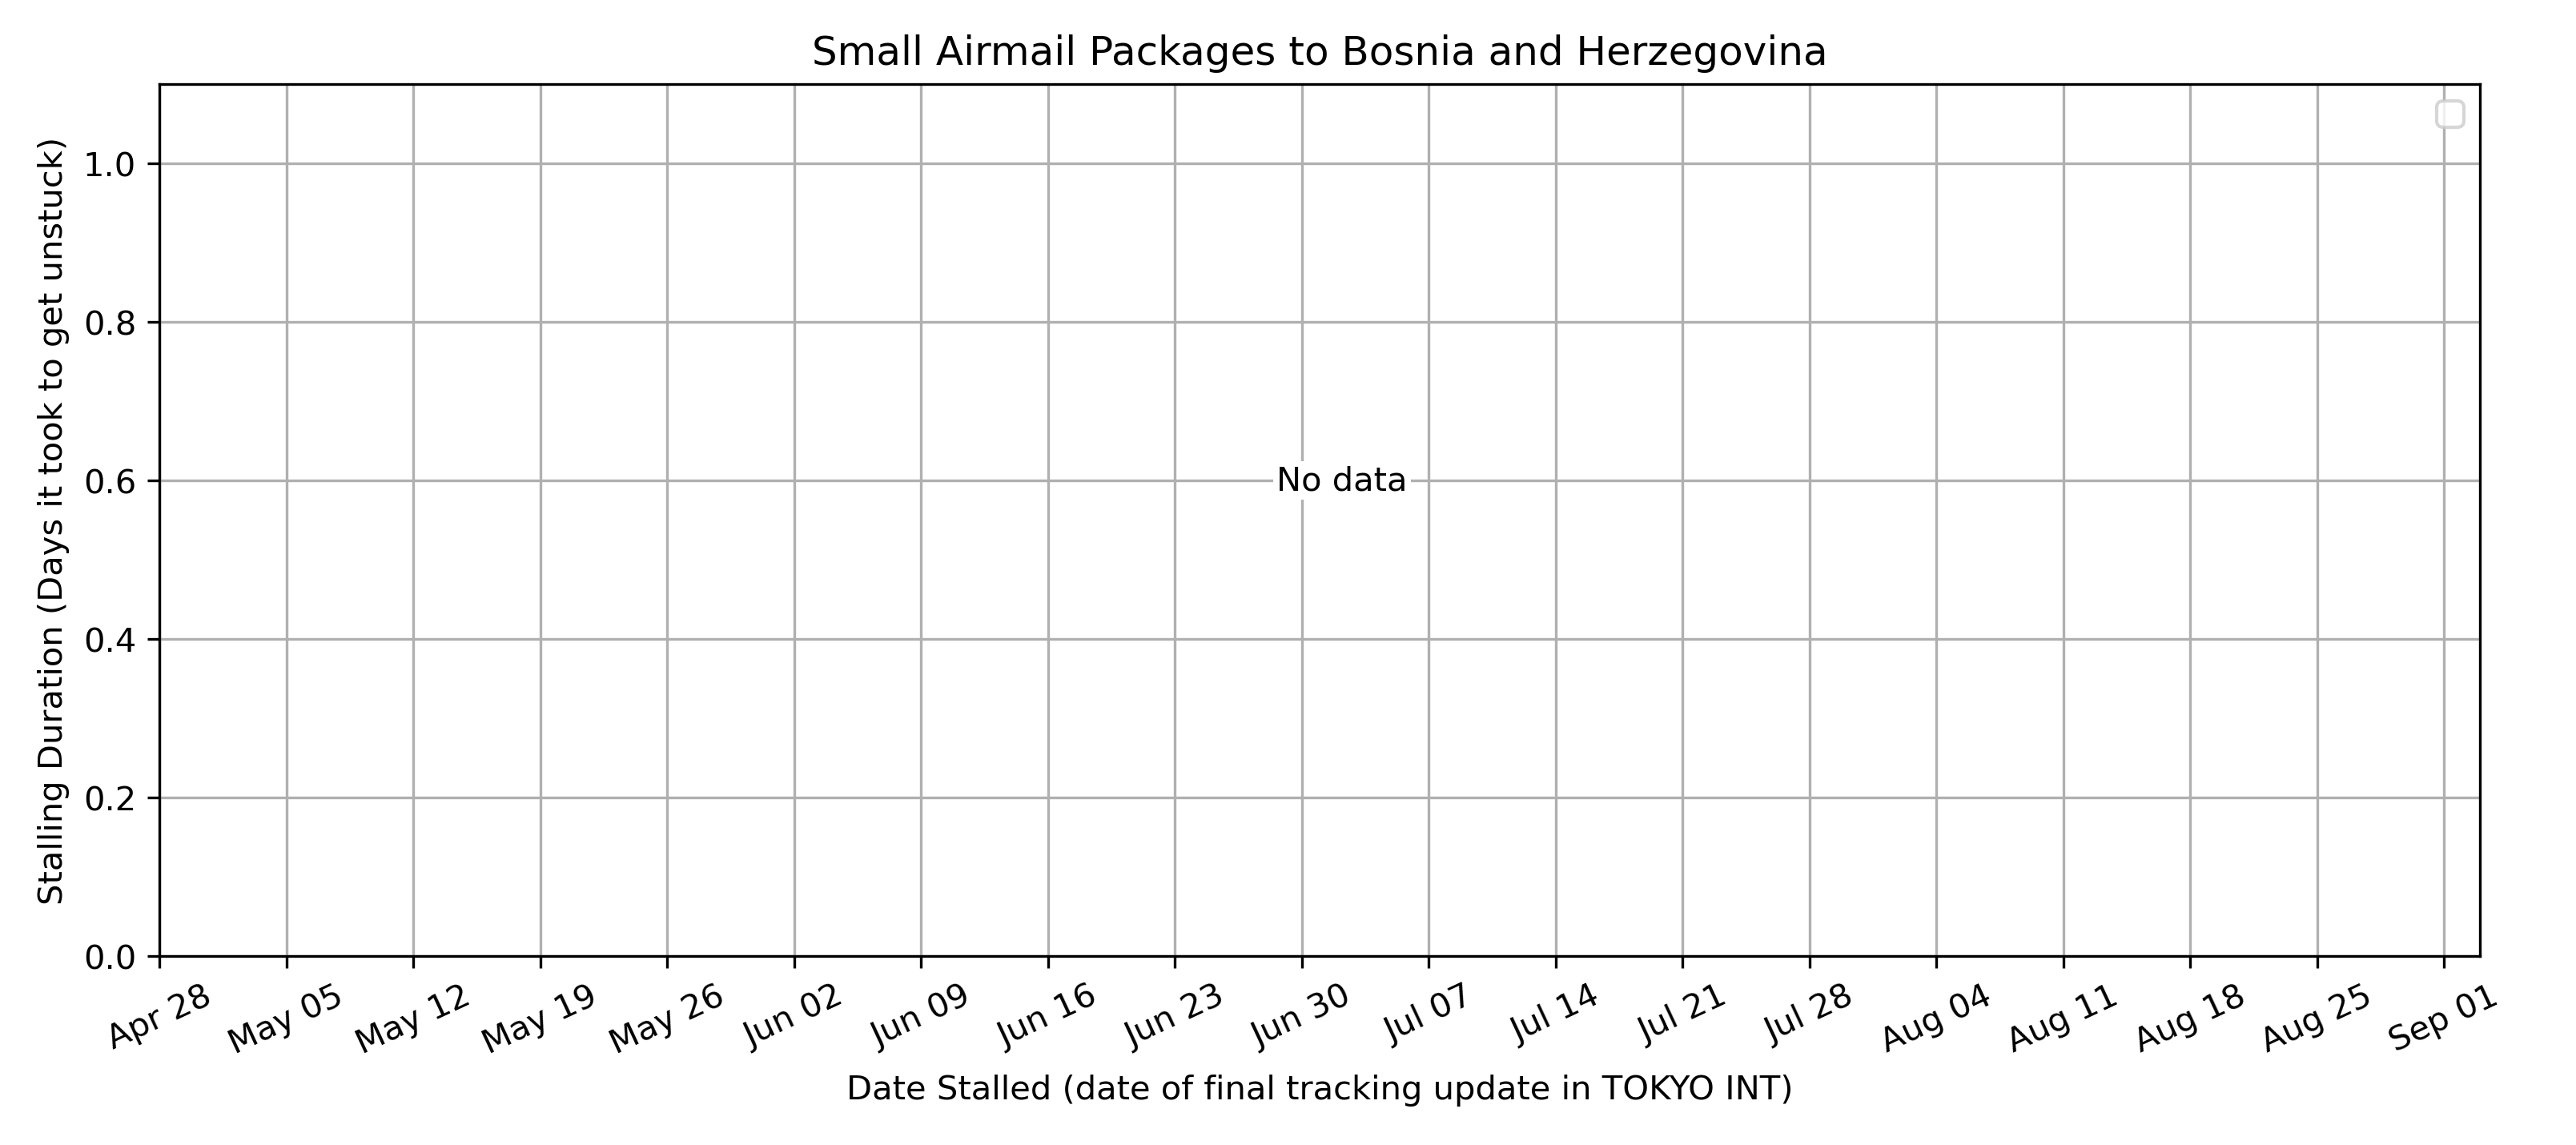 Small Airmail Packages to Bosnia and Herzegovina
Stalling Duration (Days it took to get unstuck)
1.0
0.8
0.6
0.4
0.2
0.0
No data
Apr 28
May 05
May 12
May 19
May 26
Jun 02
Jun 09
Jun 16
Jun 23
Jun 30
Jul 07
Jul 14
Jul 21
Jul 28
Aug 04
Aug 11
Aug 18
Aug 25
Sep 01
Date Stalled (date of final tracking update in TOKYO INT)